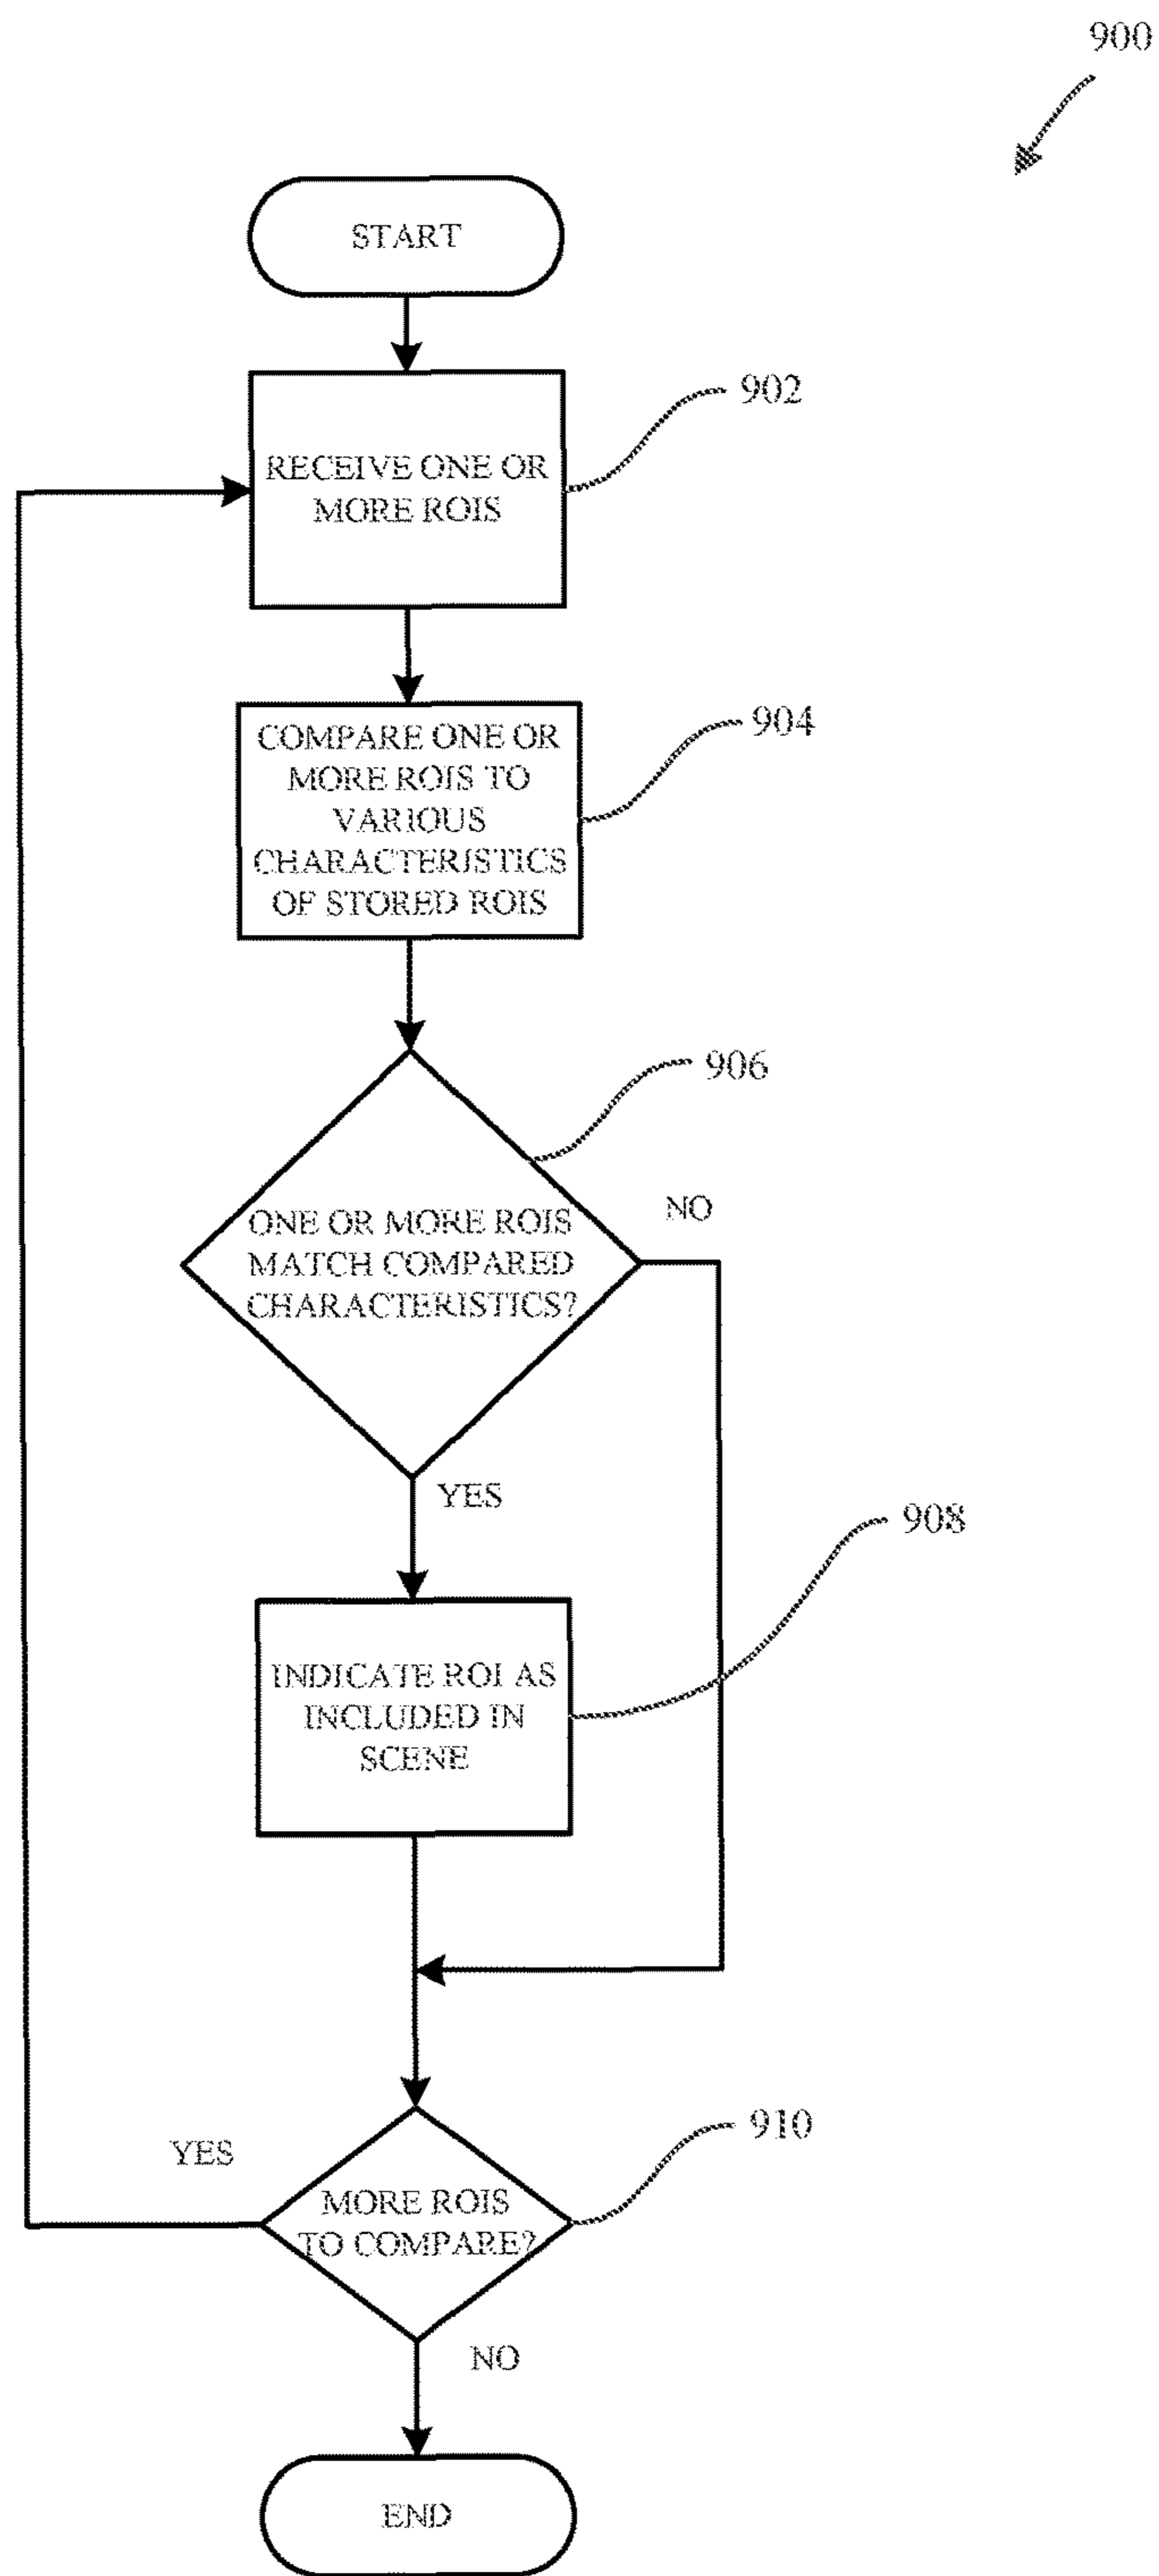 900
START
902
RECEIVE ONE OR
MORE ROIS
904
COMPARE ONE OR
MORE ROIS TO
VARIOUS
CHARACTERISTICS
OF STORED ROIS
906
NO
ONE OR MORE ROIS
MATCH COMPARED
CHARACTERISTICS?
YES
908
INDICATE ROI AS
INCLUDED IN
SCENE
910
YES
MORE ROIS
TO COMPARE?
NO
END